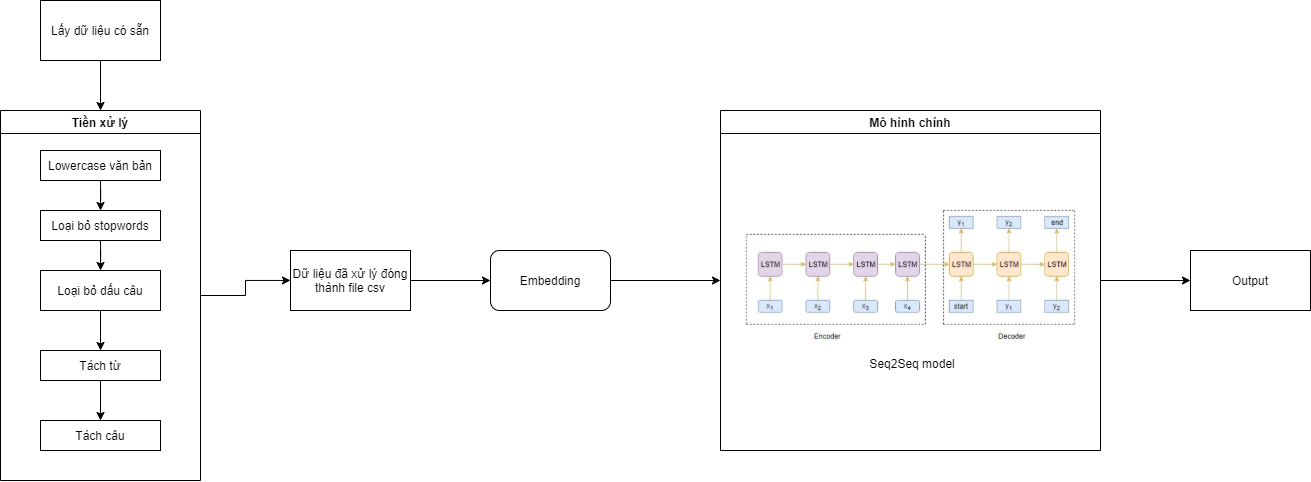 Lấy dữ liệu có sẵn
Tiền xử lý
Lowercase văn bản
Loại bỏ stopwords
Loại bỏ dấu câu
Tách từ
Tách câu
Dữ liệu đã xử lý đóng
thành file csv
Embedding
Mô hình chính
y1 y2 end
LSTM LSTM LSTM LSTM LSTM LSTM LSTM
x1 x2 x3 x4 start y1 y2
Encoder Decoder
Seq2Seq model
Output